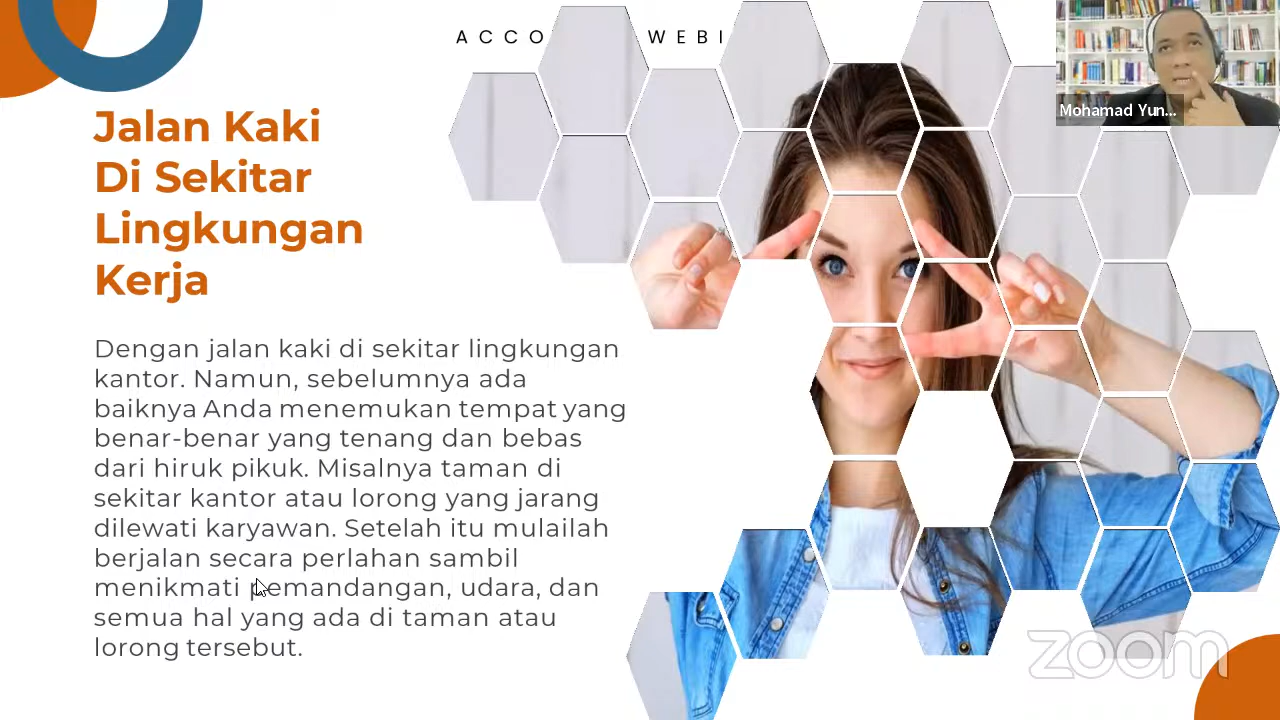 ACCO WEBI
Mohamad Yun...
Jalan Kaki
Di Sekitar
Lingkungan
Kerja
Dengan jalan kaki di sekitar lingkungan
kantor. Namun, sebelumnya ada
baiknya Anda menemukan tempat yang
benar-benar yang tenang dan bebas
dari hiruk pikuk. Misalnya taman di
sekitar kantor atau lorong yang jarang
dilewati karyawan. Setelah itu mulailah
berjalan secara perlahan sambil
menikmati pemandangan, udara, dan
semua hal yang ada di taman atau
lorong tersebut.
zoom